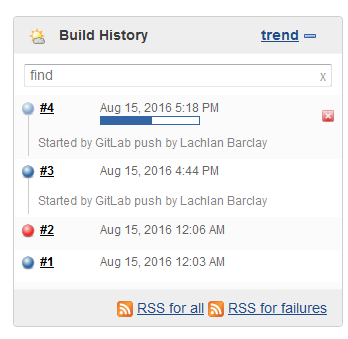 Build History trend
find x
#4 Aug 15, 2016 5:18 PM
Started by GitLab push by Lachlan Barclay
#3 Aug 15, 2016 4:44 PM
Started by GitLab push by Lachlan Barclay
#2 Aug 15, 2016 12:06 AM
#1 Aug 15, 2016 12:03 AM
RSS for all RSS for failures